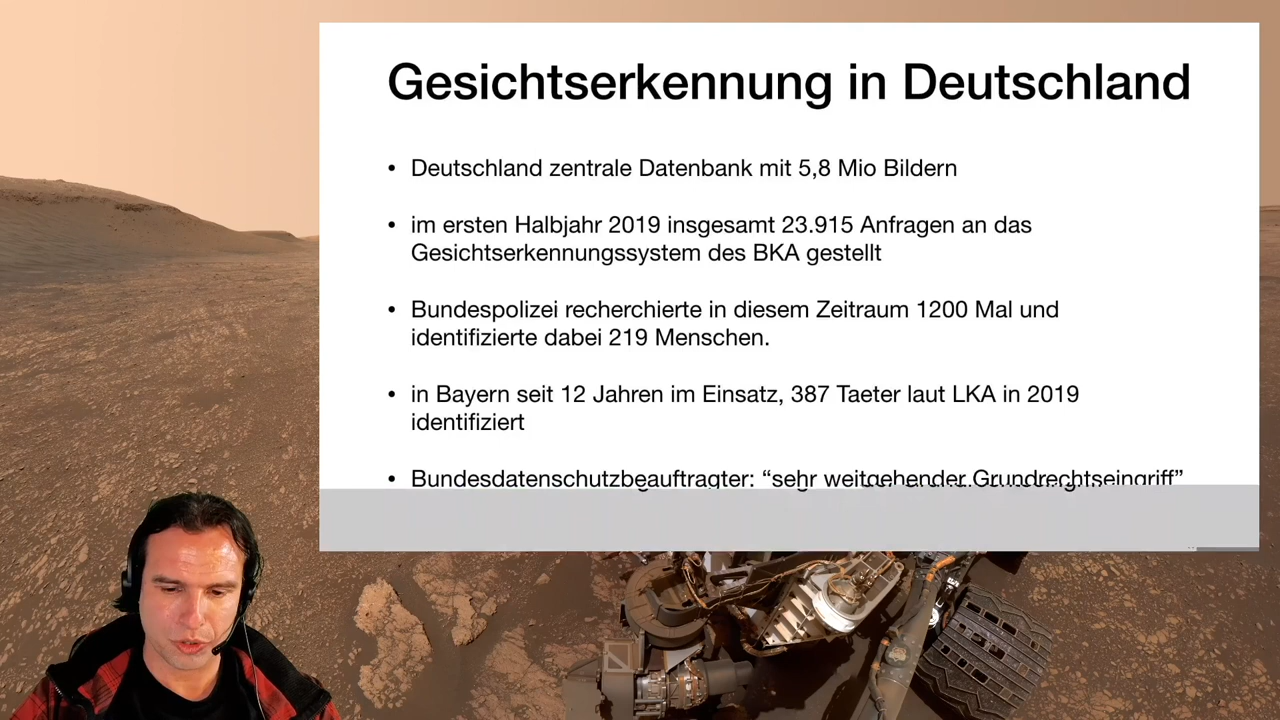 Gesichtserkennung in Deutschland
• Deutschland zentrale Datenbank mit 5,8 Mio Bildern
• im ersten Halbjahr 2019 insgesamt 23.915 Anfragen an das
Gesichtserkennungssystem des BKA gestellt
• Bundespolizei recherchierte in diesem Zeitraum 1200 Mal und
identifizierte dabei 219 Menschen.
• in Bayern seit 12 Jahren im Einsatz, 387 Taeter laut LKA in 2019
identifiziert
• Bundesdatenschutzbeauftragter: “sehr weitgehender Grundrechtseingriff”